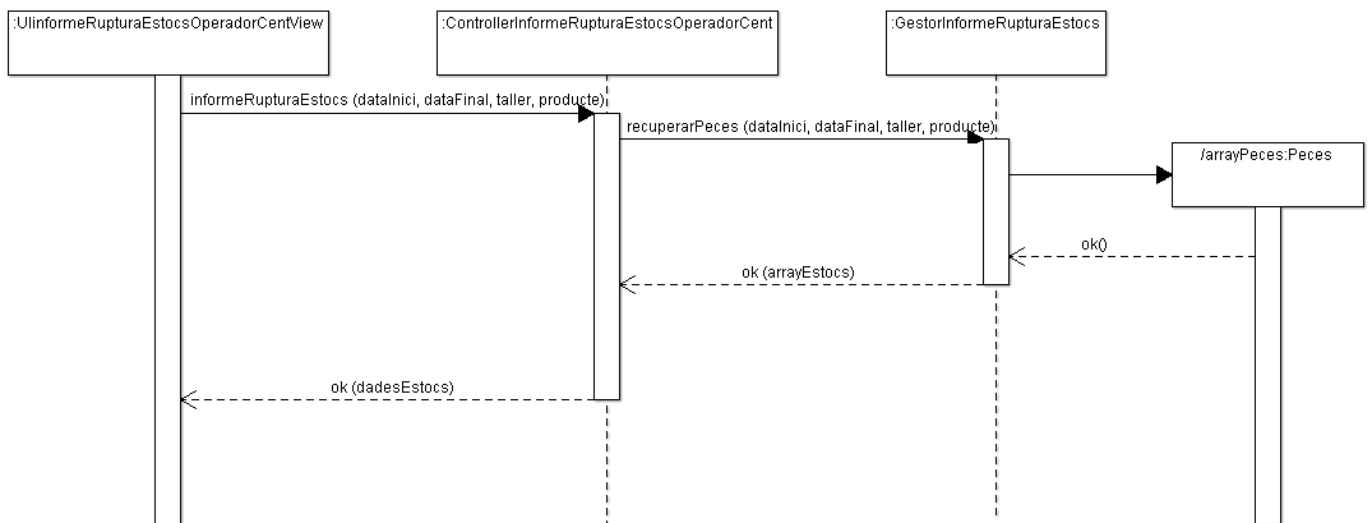 :UIinformeRupturaEstocsOperadorCentView
:ControllerInformeRupturaEstocsOperadorCent
:GestorInformeRupturaEstocs
informeRupturaEstocs (dataInici, dataFinal, taller, producte)
recuperarPeces (dataInici, dataFinal, taller, producte)
/arrayPeces:Peces
ok()
ok (arrayEstocs)
ok (dadesEstocs)